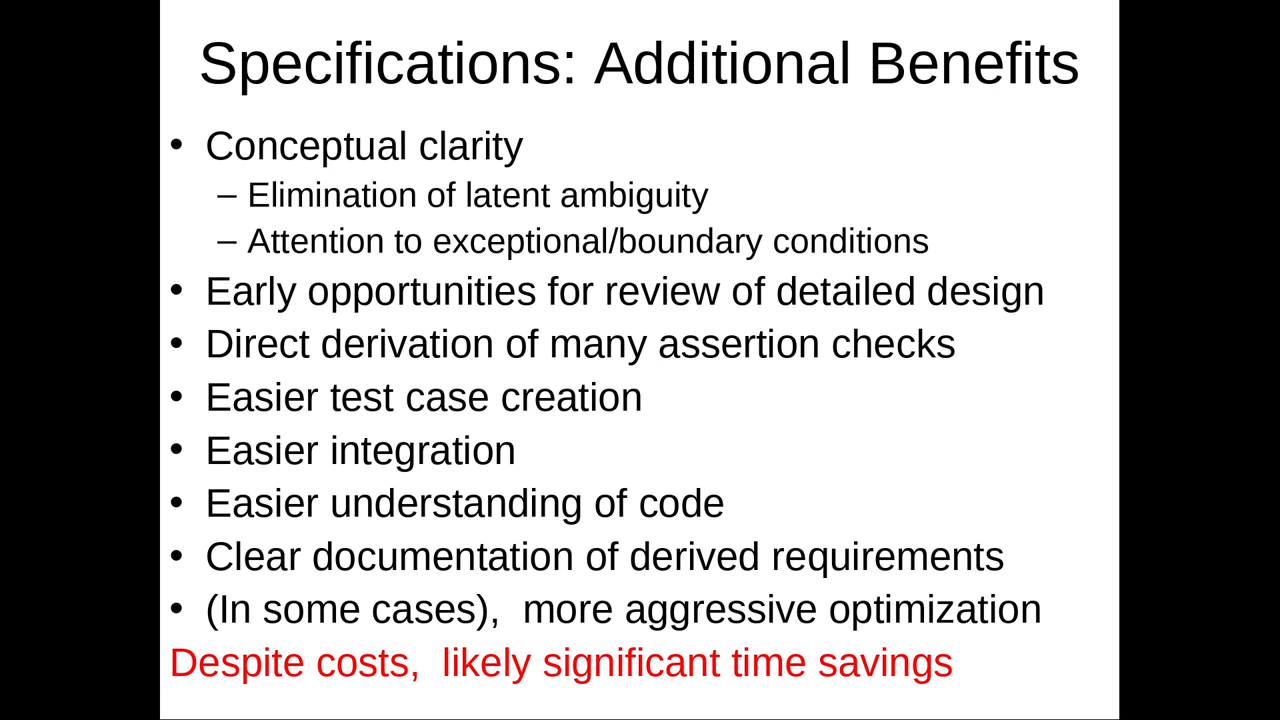 Specifications: Additional Benefits
• Conceptual clarity
– Elimination of latent ambiguity
– Attention to exceptional/boundary conditions
• Early opportunities for review of detailed design
• Direct derivation of many assertion checks
• Easier test case creation
• Easier integration
• Easier understanding of code
• Clear documentation of derived requirements
• (In some cases),  more aggressive optimization
Despite costs,  likely significant time savings